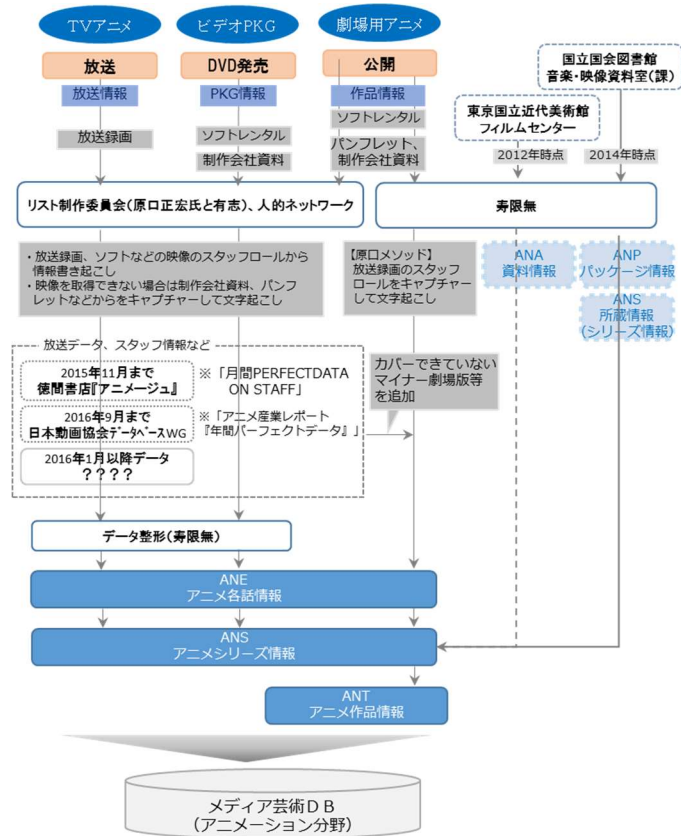 TVアニメ
ビデオPKG
劇場用アニメ
放送
DVD発売
公開
国立国会図書館
音楽・映像資料室(課)
放送情報
PKG情報
作品情報
東京国立近代美術館
フィルムセンター
放送録画
ソフトレンタル
制作会社資料
ソフトレンタル
パンフレット、
制作会社資料
2012年時点
2014年時点
リスト制作委員会(原口正宏氏と有志)、人的ネットワーク
寿限無
・放送録画、ソフトなどの映像のスタッフロールから
情報書き起こし
・映像を取得できない場合は制作会社資料、パンフ
レットなどからをキャプチャーして文字起こし
【原口メソッド】
放送録画のスタッフ
ロールをキャプチャー
して文字起こし
ANA
資料情報
ANP
パッケージ情報
ANS
所蔵情報
(シリーズ情報)
放送データ、スタッフ情報など
2015年11月まで
徳間書店『アニメージュ』
※「月間PERFECTDATA
ON STAFF」
2016年9月まで
日本動画協会データベースWG
※「アニメ産業レポート
『年間パーフェクトデータ』」
2016年1月以降データ
????
カバーできていない
マイナー劇場版等
を追加
データ整形(寿限無)
ANE
アニメ各話情報
ANS
アニメシリーズ情報
ANT
アニメ作品情報
メディア芸術DB
(アニメーション分野)